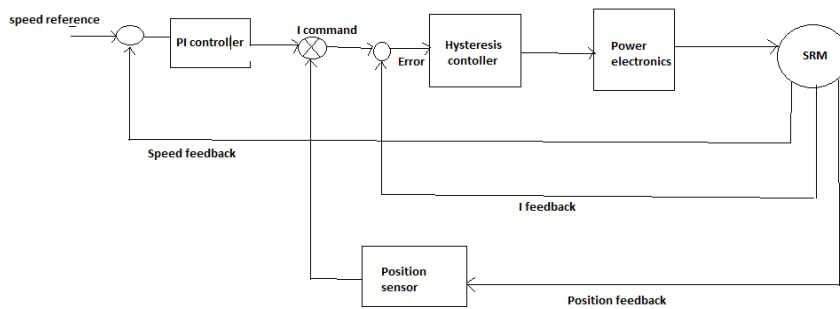 speed reference
PI controller
I command
Error
Hysteresis
contoller
Power
electronics
SRM
Speed feedback
I feedback
Position
sensor
Position feedback